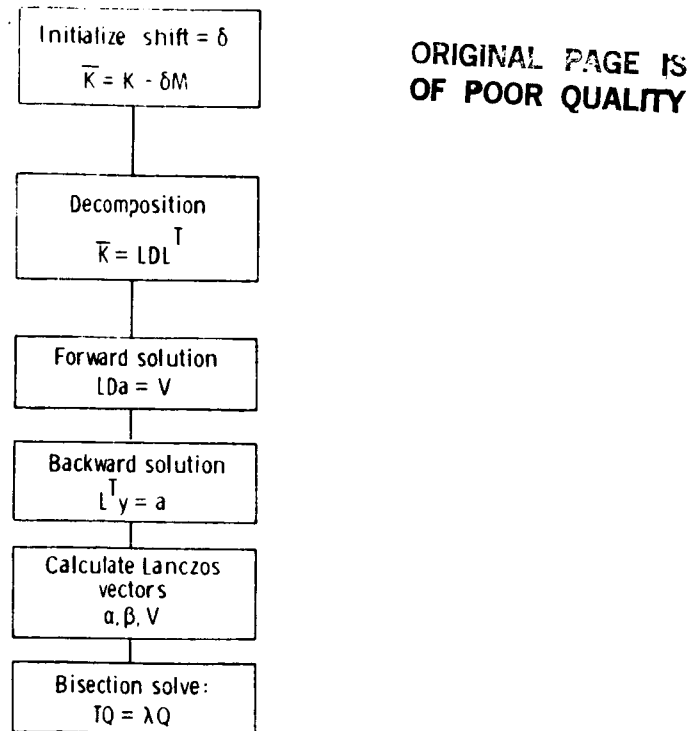 Initialize shift = δ
K̅ = K - δM
ORIGINAL PAGE IS
OF POOR QUALITY
Decomposition
K̅ = LDL^T
Forward solution
LDa = V
Backward solution
L^T y = a
Calculate Lanczos
vectors
α, β, V
Bisection solve:
TQ = λQ